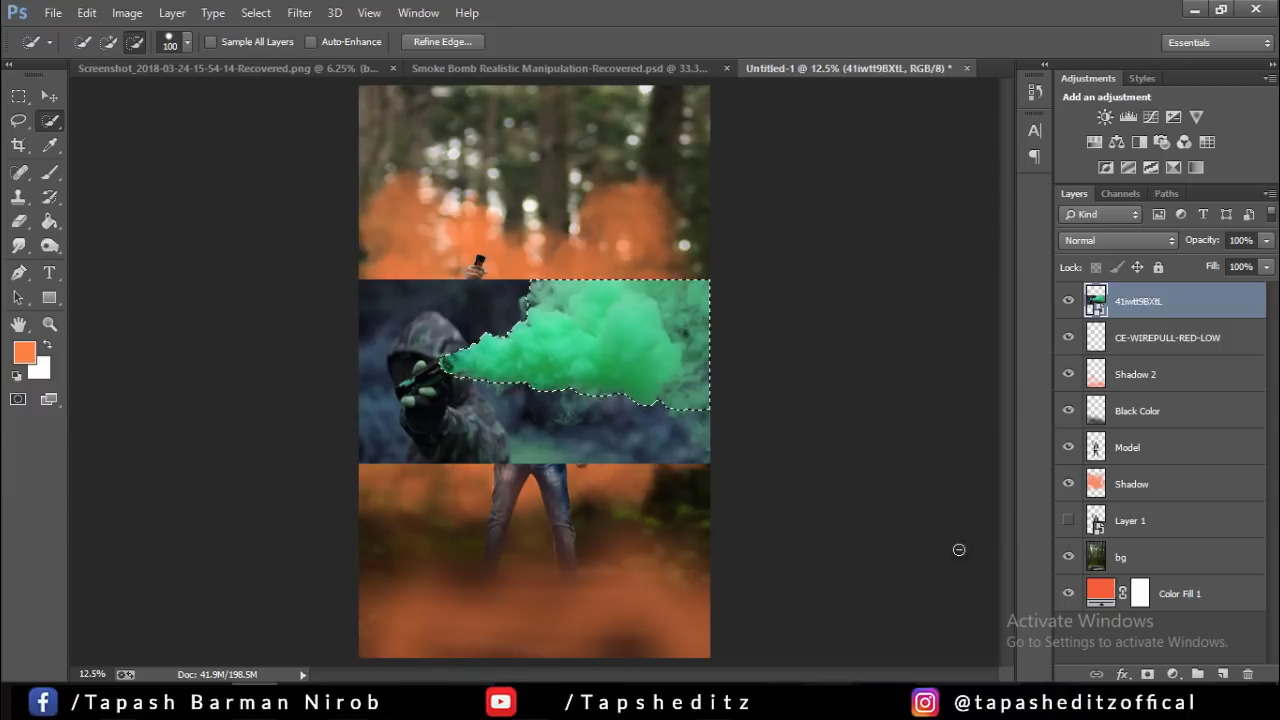 Ps File Edit Image Layer Type Select Filter 3D View Window Help
100 Sample All Layers Auto-Enhance Refine Edge... Essentials
Screenshot_2018-03-24-15-54-14-Recovered.png @ 6.25% (b... × Smoke Bomb Realistic Manipulation-Recovered.psd @ 33.3... × Untitled-1 @ 12.5% (41iwtt9BXtL, RGB/8) * ×
Adjustments Styles
Add an adjustment
Layers Channels Paths
Kind
Normal Opacity: 100%
Lock: Fill: 100%
41iwtt9BXtL
CE-WIREPULL-RED-LOW
Shadow 2
Black Color
Model
Shadow
Layer 1
bg
Color Fill 1
Activate Windows
Go to Settings to activate Windows.
12.5% Doc: 41.9M/198.5M
/Tapash Barman Nirob /Tapsheditz @tapasheditzoffical